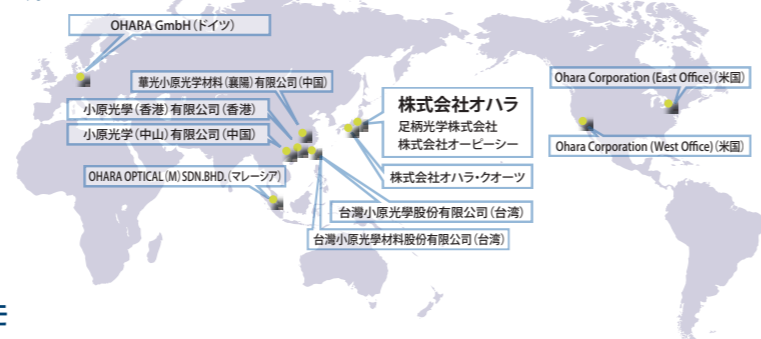 OHARA GmbH（ドイツ）
華光小原光学材料（襄陽）有限公司（中国）
小原光學（香港）有限公司（香港）
小原光学（中山）有限公司（中国）
OHARA OPTICAL (M) SDN.BHD.（マレーシア）
株式会社オハラ
足柄光学株式会社
株式会社オーピーシー
株式会社オハラ・クオーツ
台灣小原光學股份有限公司（台湾）
台灣小原光學材料股份有限公司（台湾）
Ohara Corporation (East Office)（米国）
Ohara Corporation (West Office)（米国）